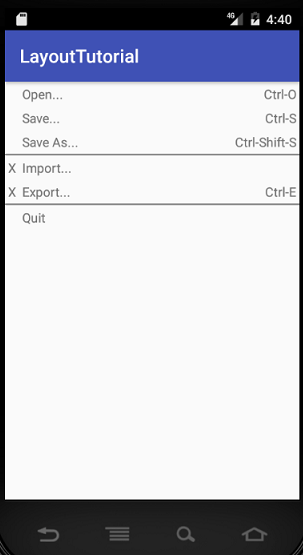 4G 4:40
LayoutTutorial
Open... Ctrl-O
Save... Ctrl-S
Save As... Ctrl-Shift-S
X Import...
X Export... Ctrl-E
Quit